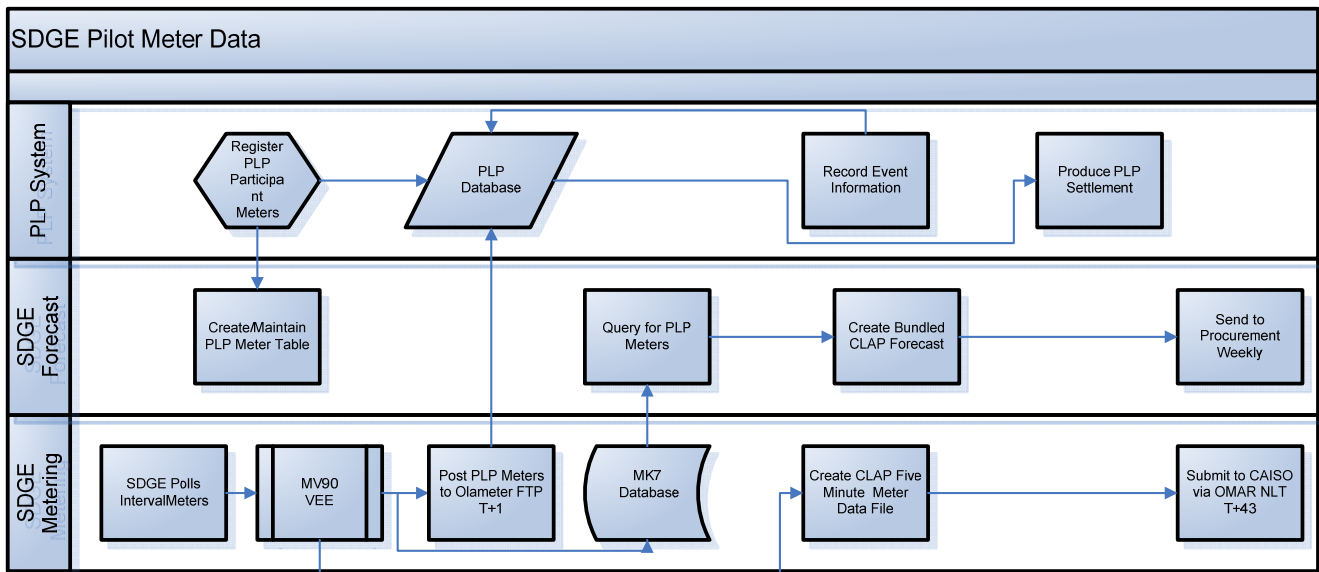 SDGE Pilot Meter Data
PLP System
Register
PLP
Participa
nt
Meters
PLP
Database
Record Event
Information
Produce PLP
Settlement
SDGE
Forecast
Create/Maintain
PLP Meter Table
Query for PLP
Meters
Create Bundled
CLAP Forecast
Send to
Procurement
Weekly
SDGE
Metering
SDGE Polls
IntervalMeters
MV90
VEE
Post PLP Meters
to Olameter FTP
T+1
MK7
Database
Create CLAP Five
Minute Meter
Data File
Submit to CAISO
via OMAR NLT
T+43